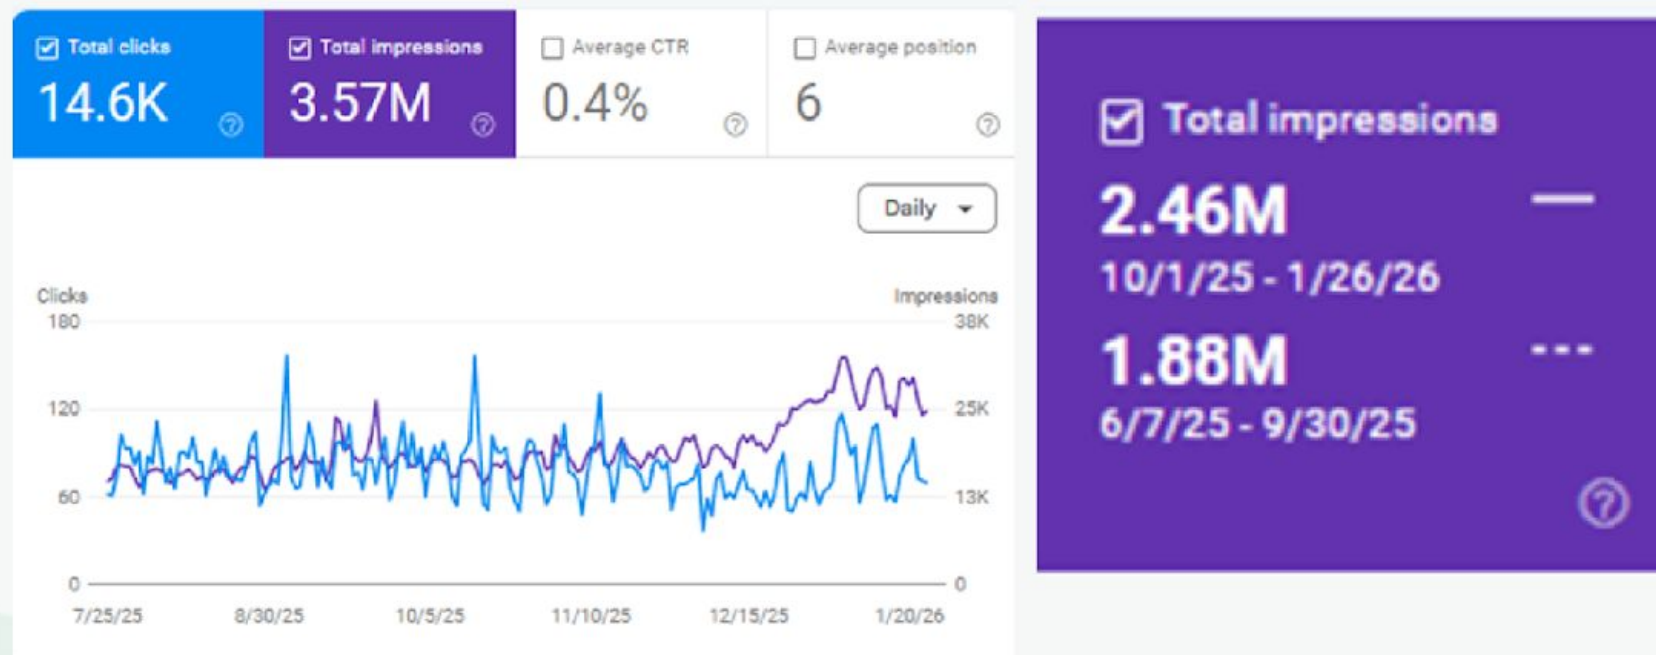 Total clicks
14.6K
Total impressions
3.57M
Average CTR
0.4%
Average position
6
Daily
Clicks
Impressions
180
38K
120
25K
60
13K
0
0
7/25/25
8/30/25
10/5/25
11/10/25
12/15/25
1/20/26
Total impressions
2.46M
10/1/25 - 1/26/26
1.88M
6/7/25 - 9/30/25